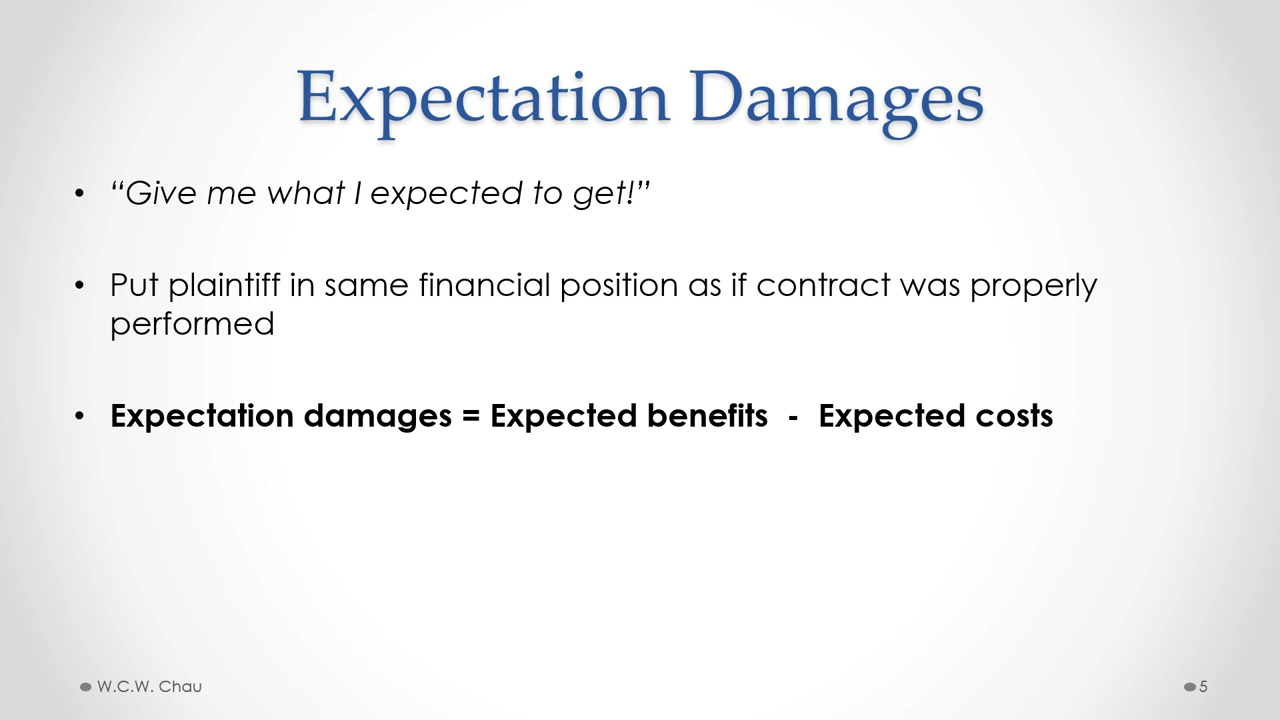 Expectation Damages
• “Give me what I expected to get!”
• Put plaintiff in same financial position as if contract was properly
performed
• Expectation damages = Expected benefits - Expected costs
W.C.W. Chau
5